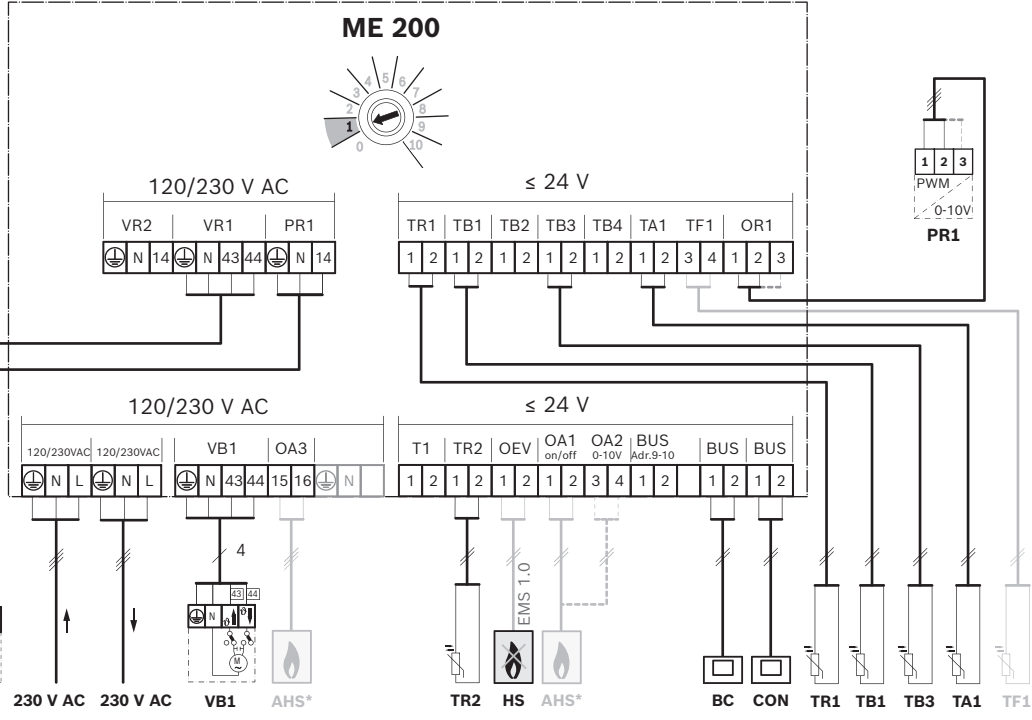 ME 200
0 1 2 3 4 5 6 7 8 9 10
120/230 V AC
≤ 24 V
VR2 VR1 PR1
TR1 TB1 TB2 TB3 TB4 TA1 TF1 OR1
N 14 N 43 44 N 14
1 2 1 2 1 2 1 2 1 2 1 2 3 4 1 2 3
1 2 3
PWM
0-10V
PR1
120/230 V AC
≤ 24 V
120/230VAC 120/230VAC VB1 OA3
T1 TR2 OEV OA1 OA2 BUS BUS BUS
on/off 0-10V Adr.9-10
N L N L N 43 44 15 16 N
1 2 1 2 1 2 1 2 3 4 1 2 1 2 1 2
4
43 44
N ϑ ϑ
M
~
EMS 1.0
230 V AC 230 V AC VB1 AHS* TR2 HS AHS* BC CON TR1 TB1 TB3 TA1 TF1